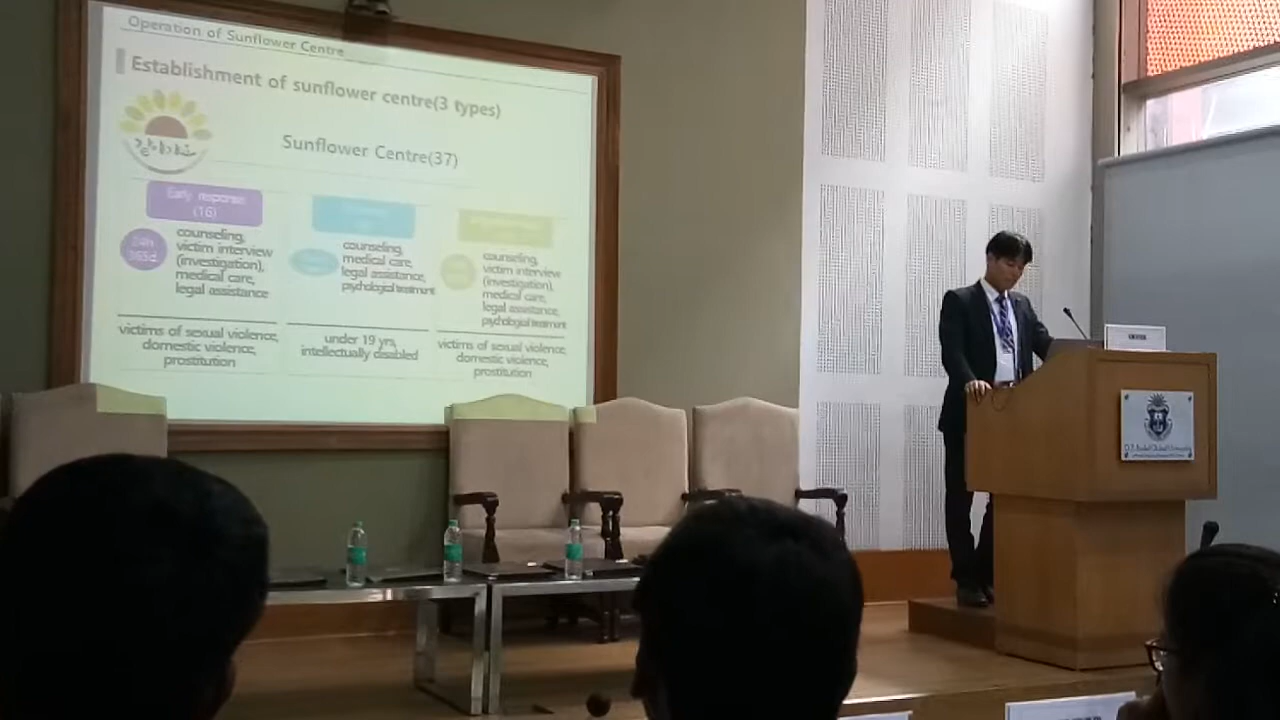 Operation of Sunflower Centre
Establishment of sunflower centre(3 types)
Sunflower Centre(37)
Early response
(16)
24h
365d
counseling,
victim interview
(investigation),
medical care,
legal assistance
victims of sexual violence,
domestic violence,
prostitution
counseling,
medical care,
legal assistance,
psychological treatment
under 19 yrs,
intellectually disabled
counseling,
victim interview
(investigation),
medical care,
legal assistance,
psychological treatment
victims of sexual violence,
domestic violence,
prostitution
O.P. Jindal Global University